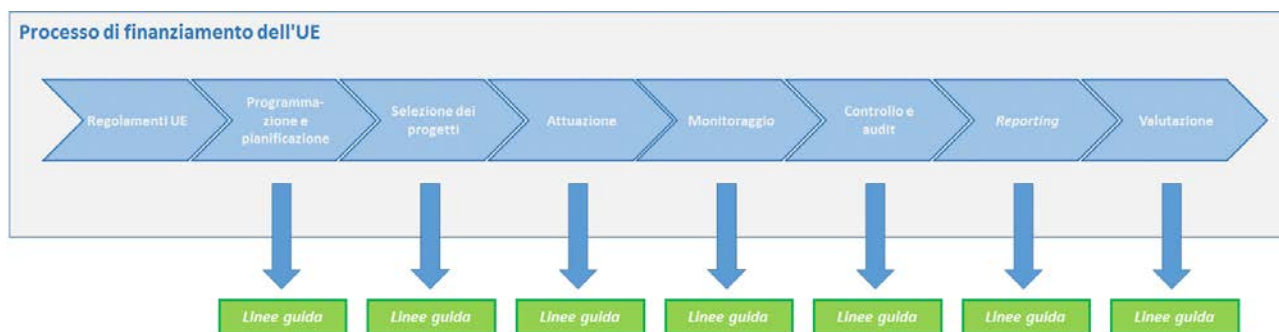 Processo di finanziamento dell'UE
Regolamenti UE
Programma-
zione e
pianificazione
Selezione dei
progetti
Attuazione
Monitoraggio
Controllo e
audit
Reporting
Valutazione
Linee guida
Linee guida
Linee guida
Linee guida
Linee guida
Linee guida
Linee guida